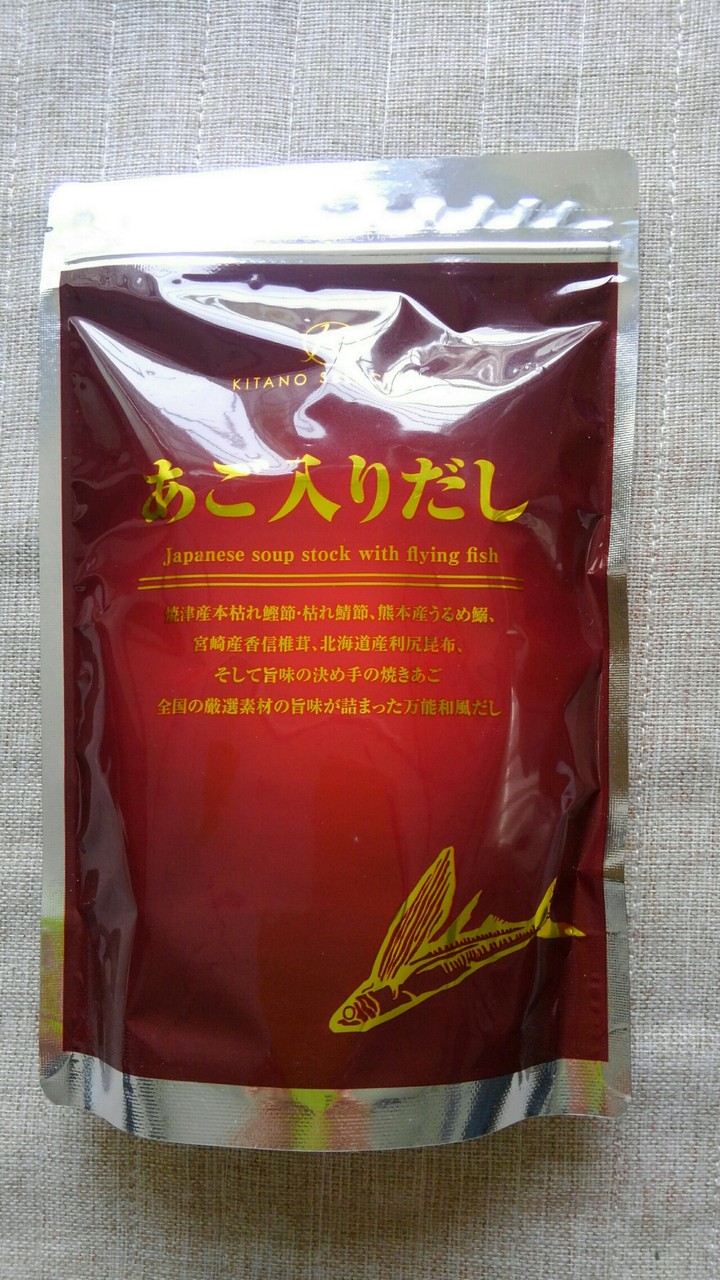 KITANO
あご入りだし
Japanese soup stock with flying fish
焼津産本枯れ鰹節・枯れ鯖節、熊本産うるめ鰯、
宮崎産香信椎茸、北海道産利尻昆布、
そして旨味の決め手の焼きあご
全国の厳選素材の旨味が詰まった万能和風だし